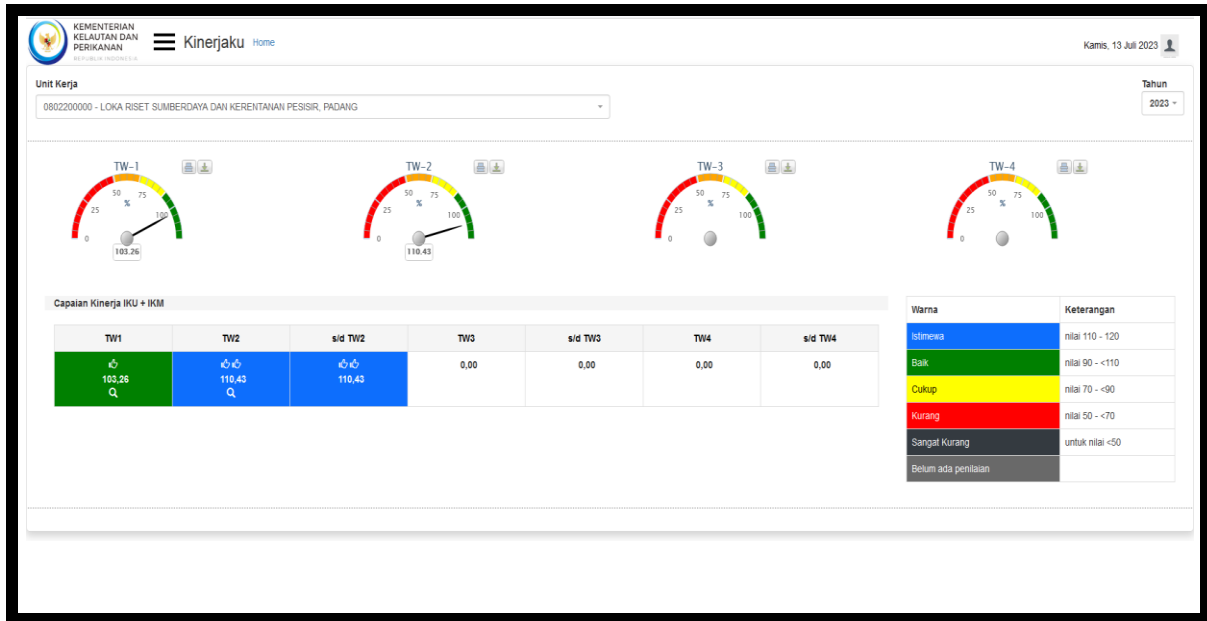 KEMENTERIAN
KELAUTAN DAN
PERIKANAN
REPUBLIK INDONESIA
Kinerjaku Home
Kamis, 13 Juli 2023
Unit Kerja
Tahun
0802200000 - LOKA RISET SUMBERDAYA DAN KERENTANAN PESISIR, PADANG
2023
TW-1
0 25 50 75 100
%
103.26
TW-2
0 25 50 75 100
%
110.43
TW-3
0 25 50 75 100
%
TW-4
0 25 50 75 100
%
Capaian Kinerja IKU + IKM
TW1 TW2 s/d TW2 TW3 s/d TW3 TW4 s/d TW4
103,26 110,43 110,43 0,00 0,00 0,00 0,00
Warna Keterangan
Istimewa nilai 110 - 120
Baik nilai 90 - <110
Cukup nilai 70 - <90
Kurang nilai 50 - <70
Sangat Kurang untuk nilai <50
Belum ada penilaian